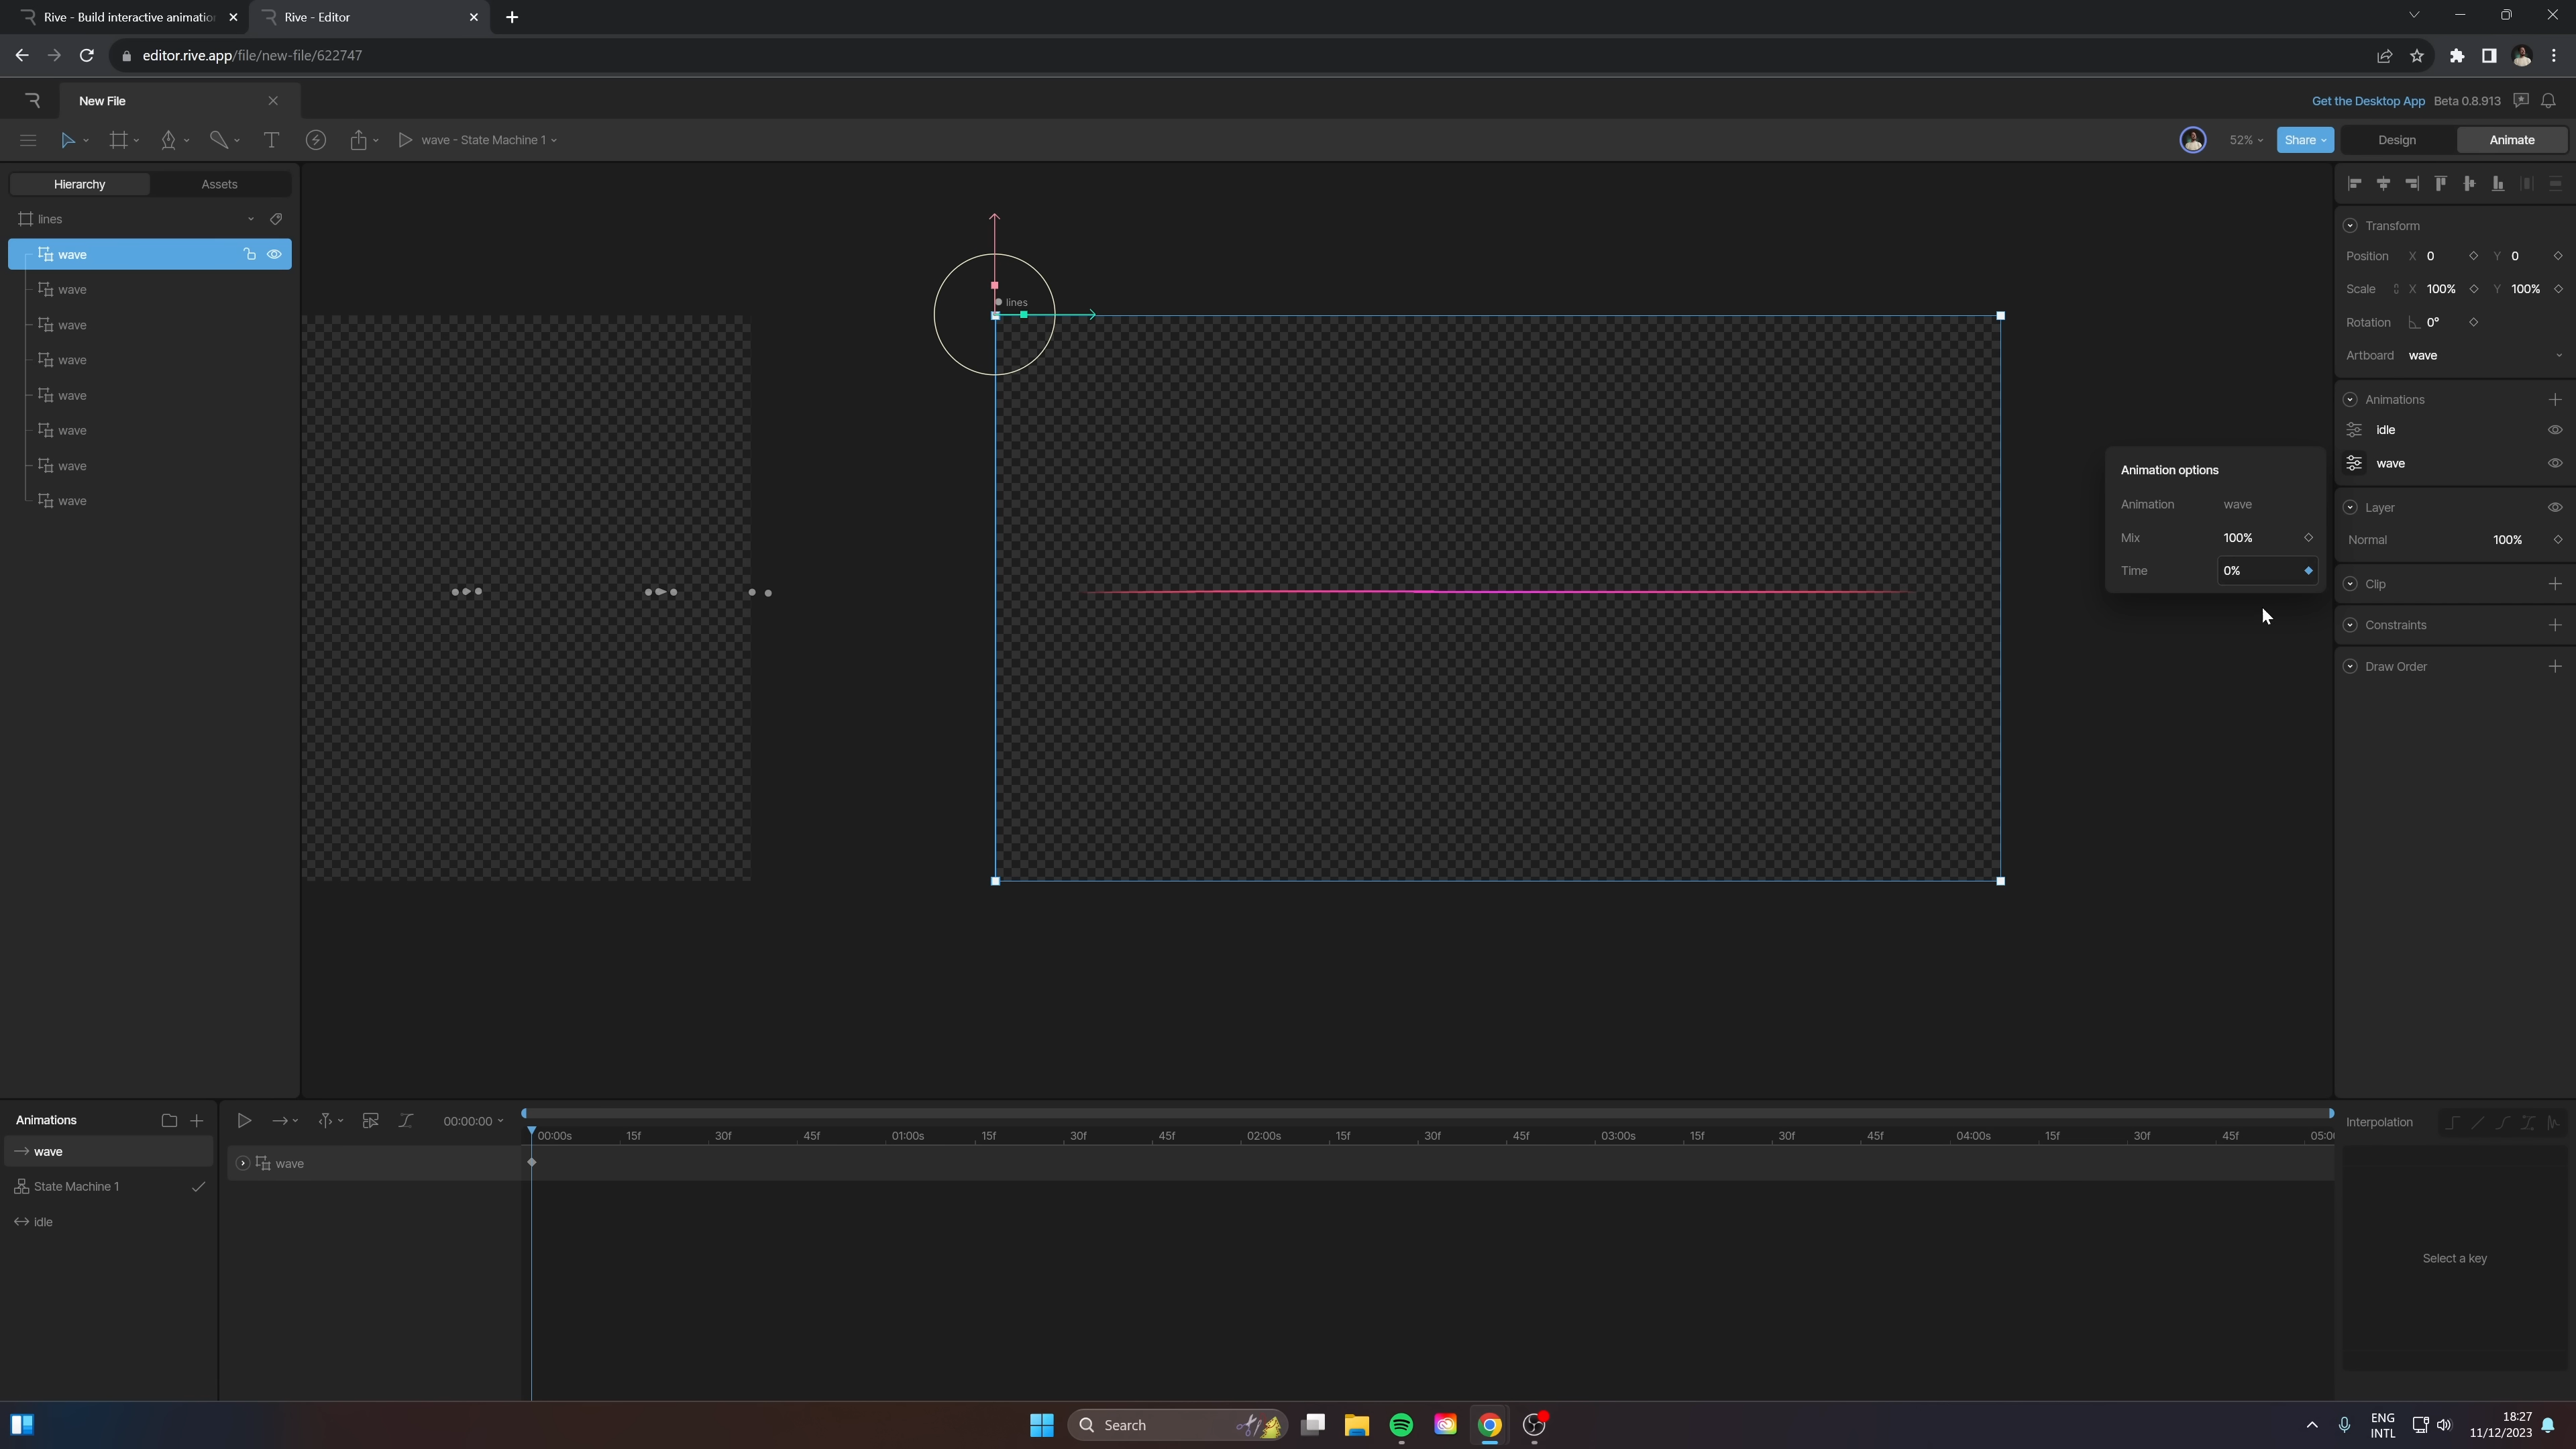 Rive - Build interactive animatio
Rive - Editor
editor.rive.app/file/new-file/622747
New File
Get the Desktop App Beta 0.8.913
wave - State Machine 1
52%
Share
Design
Animate
Hierarchy
Assets
lines
wave
wave
wave
wave
wave
wave
wave
wave
lines
Transform
Position X 0 Y 0
Scale X 100% Y 100%
Rotation 0°
Artboard wave
Animations
idle
wave
Animation options
Animation wave
Mix 100%
Time 0%
Layer
Normal 100%
Clip
Constraints
Draw Order
Animations
00:00:00
wave
State Machine 1
idle
00:00s 15f 30f 45f 01:00s 15f 30f 45f 02:00s 15f 30f 45f 03:00s 15f 30f 45f 04:00s 15f 30f 45f 05:0
wave
Interpolation
Select a key
Search
ENG
INTL
18:27
11/12/2023